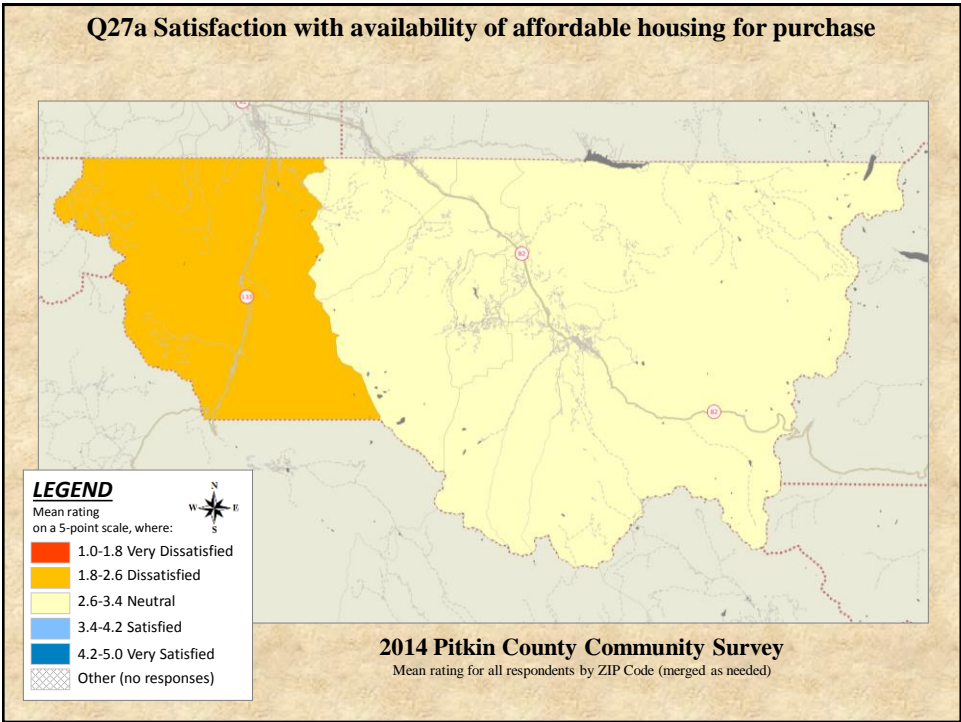 Q27a Satisfaction with availability of affordable housing for purchase
82
133
82
LEGEND
Mean rating
on a 5-point scale, where:
N
W E
S
1.0-1.8 Very Dissatisfied
1.8-2.6 Dissatisfied
2.6-3.4 Neutral
3.4-4.2 Satisfied
4.2-5.0 Very Satisfied
Other (no responses)
2014 Pitkin County Community Survey
Mean rating for all respondents by ZIP Code (merged as needed)